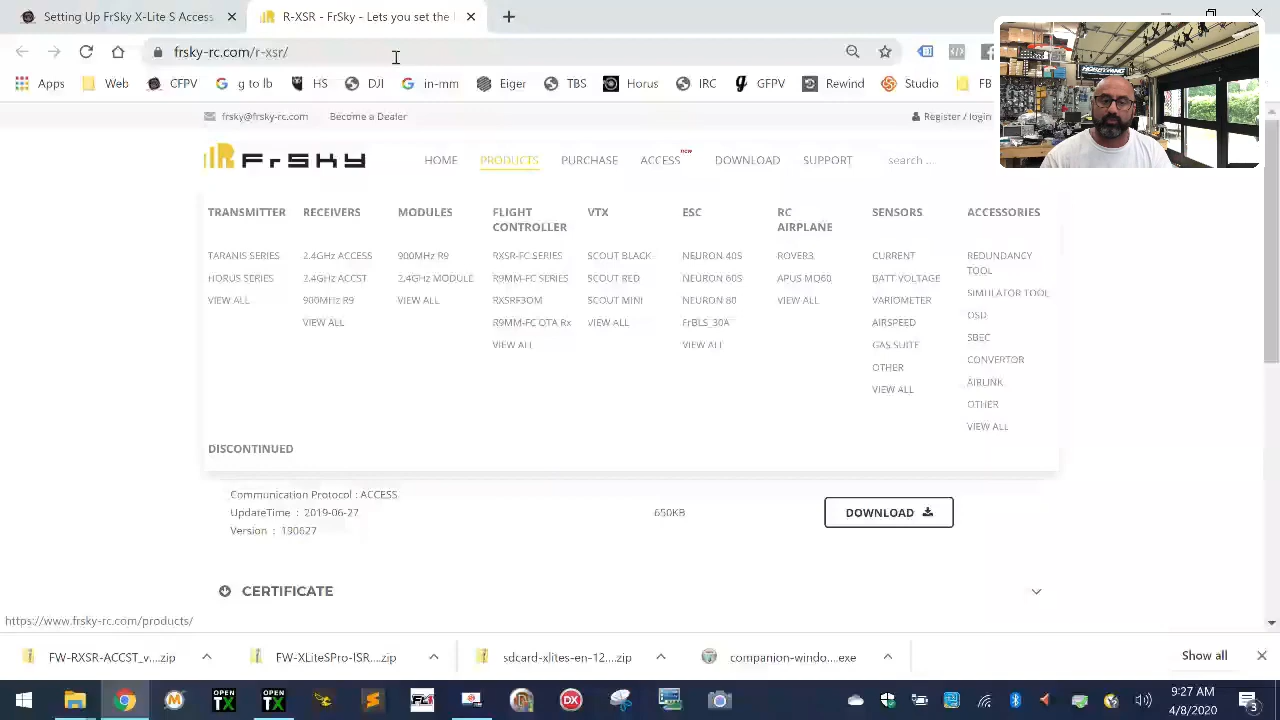 Setting Up FrSky X-Lite S Access
R-XSR - FrSky - Lets you set the l
frsky-rc.com/r-xsr/
Apps
Web
CFPV
g to lb
TBS
IRC
GFPV
Rewind
Studio
FB
frsky@frsky-rc.com
Become a Dealer
Register / login
FrSky
HOME
PRODUCTS
PURCHASE
ACCESS
new
DOWNLOAD
SUPPORT
search ...
HOBBYWING
TRANSMITTER
TARANIS SERIES
HORUS SERIES
VIEW ALL
RECEIVERS
2.4GHz ACCESS
2.4GHz ACCST
R9
VIEW ALL
MODULES
900MHz R9
2.4GHz MODULE
VIEW ALL
FLIGHT
CONTROLLER
RXSR-FC SERIES
R9MM-FC SERIES
RXSRF3OM
R9MM-FC OTA Rx
VIEW ALL
VTX
SCOUT BLACK
SCOUT RED
SCOUT MINI
VIEW ALL
ESC
NEURON 40S
NEURON 60S
NEURON 80
FrBLS_30A
VIEW ALL
RC
AIRPLANE
ROVER3
APUS MQ60
VIEW ALL
SENSORS
CURRENT
BATT VOLTAGE
VARIOMETER
AIRSPEED
GAS SUITE
OTHER
VIEW ALL
ACCESSORIES
REDUNDANCY
TOOL
SIMULATOR TOOL
OSD
SBEC
CONVERTOR
AIRLINK
OTHER
VIEW ALL
DISCONTINUED
Communication Protocol : ACCESS
UpdateTime : 2019-06-27
Version : 190627
650KB
DOWNLOAD
CERTIFICATE
https://www.frsky-rc.com/products/
FW-RXSR-ACCST_v....zip
FW-XLiteSPro-ISR....zip
sdcard-xlites-en-12....zip
companion-windo....exe
Show all
OPEN
TX
OPEN
TX
DK
9:27 AM
4/8/2020
3